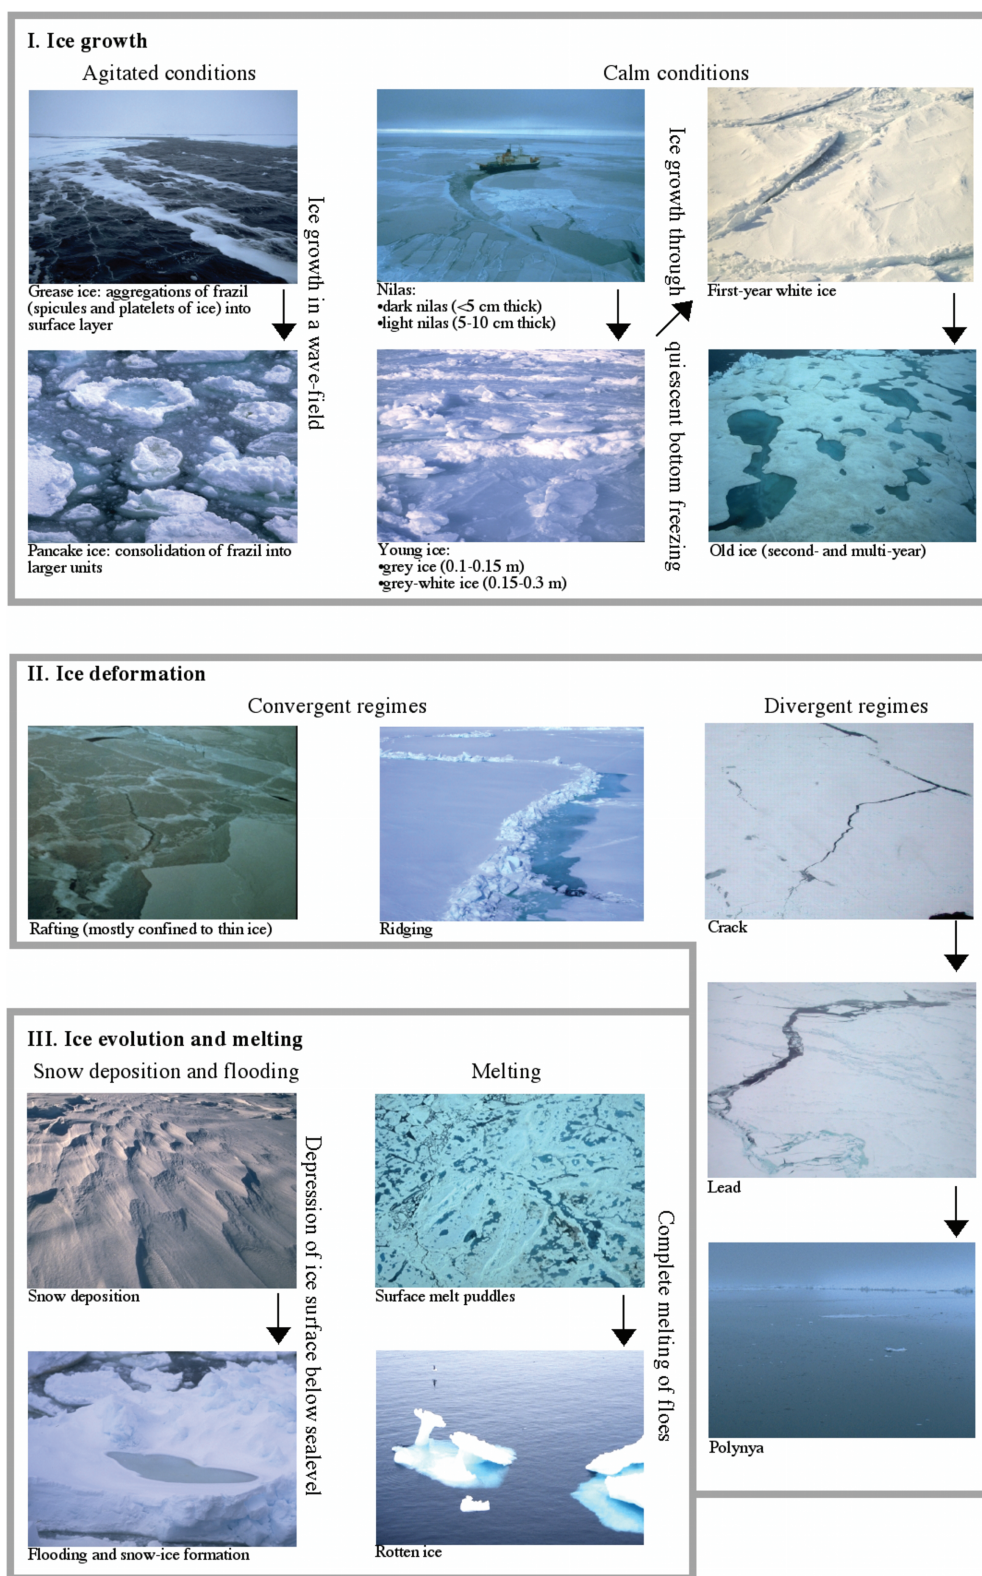 I. Ice growth
Agitated conditions
Calm conditions
Grease ice: aggregations of frazil
(spicules and platelets of ice) into
surface layer
Ice growth in a wave-field
Pancake ice: consolidation of frazil into
larger units
Nilas:
•dark nilas (<5 cm thick)
•light nilas (5-10 cm thick)
Young ice:
•grey ice (0.1-0.15 m)
•grey-white ice (0.15-0.3 m)
Ice growth through
quiescent bottom freezing
First-year white ice
Old ice (second- and multi-year)
II. Ice deformation
Convergent regimes
Divergent regimes
Rafting (mostly confined to thin ice)
Ridging
Crack
Lead
Polynya
III. Ice evolution and melting
Snow deposition and flooding
Melting
Snow deposition
Depression of ice surface below sealevel
Flooding and snow-ice formation
Surface melt puddles
Complete melting of floes
Rotten ice